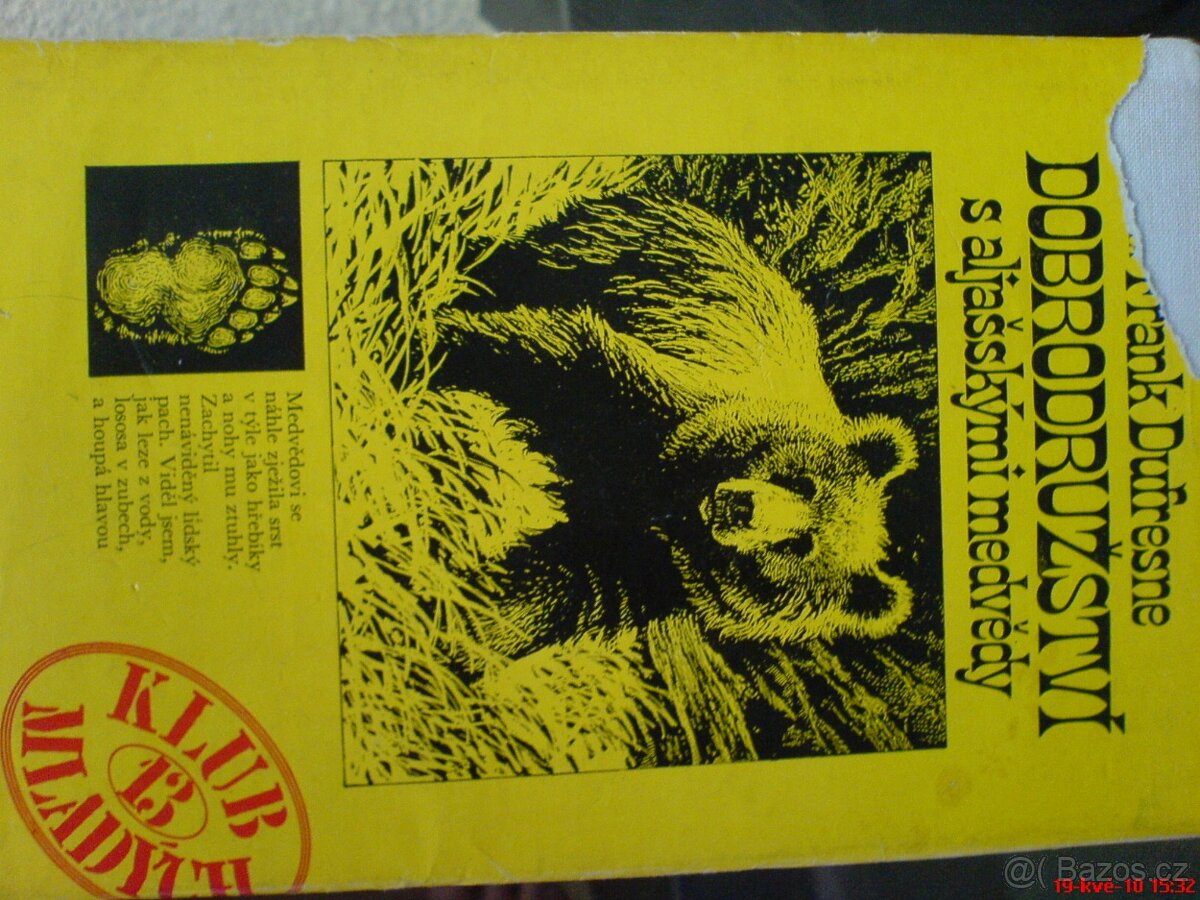 Frank Dufresne
DOBRODRUŽSTVÍ
s aljašskými medvědy
Medvědovi se
náhle zježila srst
v týle jako hřebíky
a nohy mu ztuhly.
Zachytil
nenáviděný lidský
pach. Viděl jsem,
jak leze z vody,
lososa v zubech,
a houpá hlavou
KLUB
13
MLADÝCH
@( Bazos.cz
19-kve-10 15:32